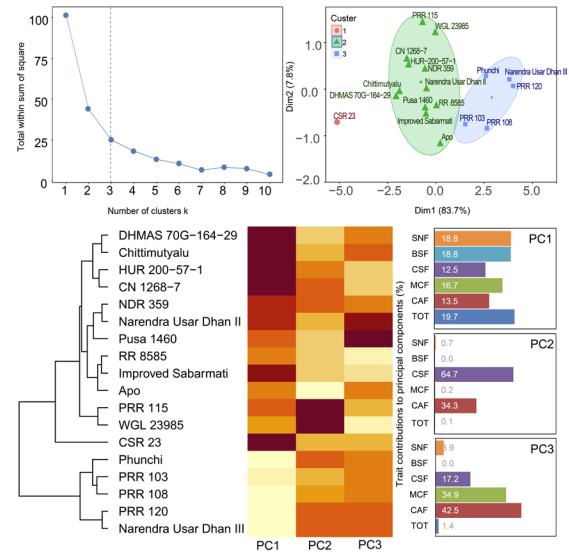 Total within sum of square
100
75
50
25
0
1 2 3 4 5 6 7 8 9 10
Number of clusters k
Custer
1
2
3
Dim2 (7.8%)
1.0
0.0
−1.0
−2.0
−5.0 −2.5 0.0 2.5 5.0
Dim1 (83.7%)
PRR 115
WGL 23985
CN 1268-7
HUR-200-57-1
NDR 359
Narendra Usar Dhan II
Chittimutyalu
DHMAS 70G-164-29
Pusa 1460
RR 8585
Improved Sabarmati
Apo
CSR 23
Phunchi
Narendra Usar Dhan III
PRR 120
PRR 103
PRR 108
DHMAS 70G-164-29
Chittimutyalu
HUR 200-57-1
CN 1268-7
NDR 359
Narendra Usar Dhan II
Pusa 1460
RR 8585
Improved Sabarmati
Apo
PRR 115
WGL 23985
CSR 23
Phunchi
PRR 103
PRR 108
PRR 120
Narendra Usar Dhan III
PC1 PC2 PC3
Trait contributions to principal components (%)
PC1
SNF 18.8
BSF 18.8
CSF 12.5
MCF 16.7
CAF 13.5
TOT 19.7
PC2
SNF 0.7
BSF 0.0
CSF 64.7
MCF 0.2
CAF 34.3
TOT 0.1
PC3
SNF 3.9
BSF 0.0
CSF 17.2
MCF 34.9
CAF 42.5
TOT 1.4